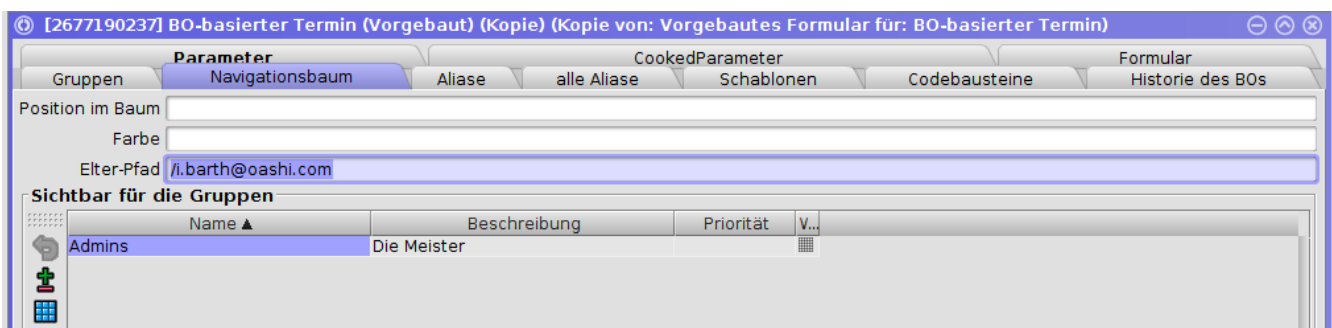 [2677190237] BO-basierter Termin (Vorgebaut) (Kopie) (Kopie von: Vorgebautes Formular für: BO-basierter Termin)
Parameter CookedParameter Formular
Gruppen Navigationsbaum Aliase alle Aliase Schablonen Codebausteine Historie des BOs
Position im Baum
Farbe
Elter-Pfad /i.barth@oashi.com
Sichtbar für die Gruppen
Name Beschreibung Priorität V...
Admins Die Meister